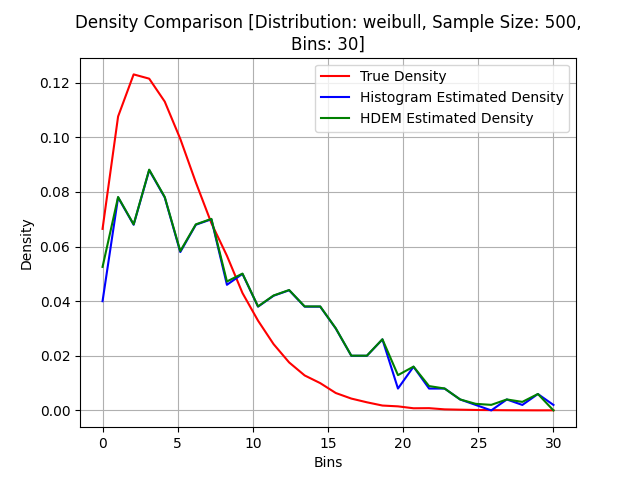 Density Comparison [Distribution: weibull, Sample Size: 500,
Bins: 30]
True Density
Histogram Estimated Density
HDEM Estimated Density
Density
0.12
0.10
0.08
0.06
0.04
0.02
0.00
0 5 10 15 20 25 30
Bins